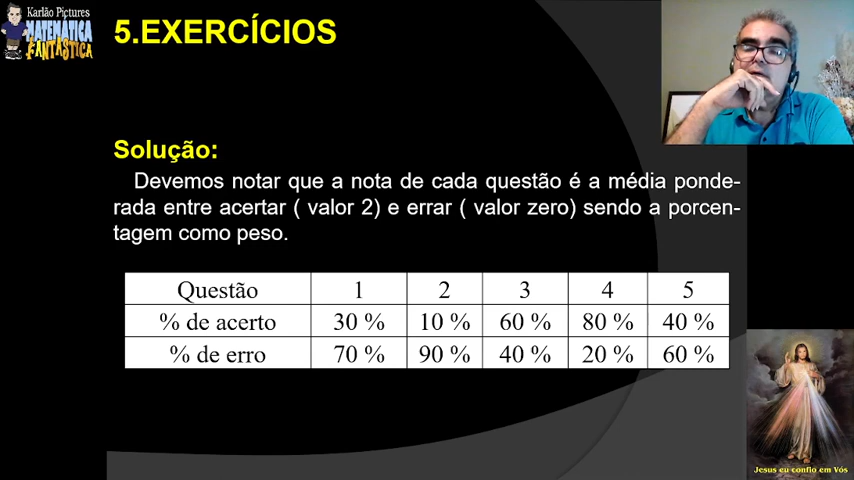 Karlão Pictures
MATEMÁTICA
FANTÁSTICA
5.EXERCÍCIOS
Solução:
Devemos notar que a nota de cada questão é a média ponde-
rada entre acertar ( valor 2) e errar ( valor zero) sendo a porcen-
tagem como peso.
Questão 1 2 3 4 5
% de acerto 30 % 10 % 60 % 80 % 40 %
% de erro 70 % 90 % 40 % 20 % 60 %
Jesus eu confio em Vós